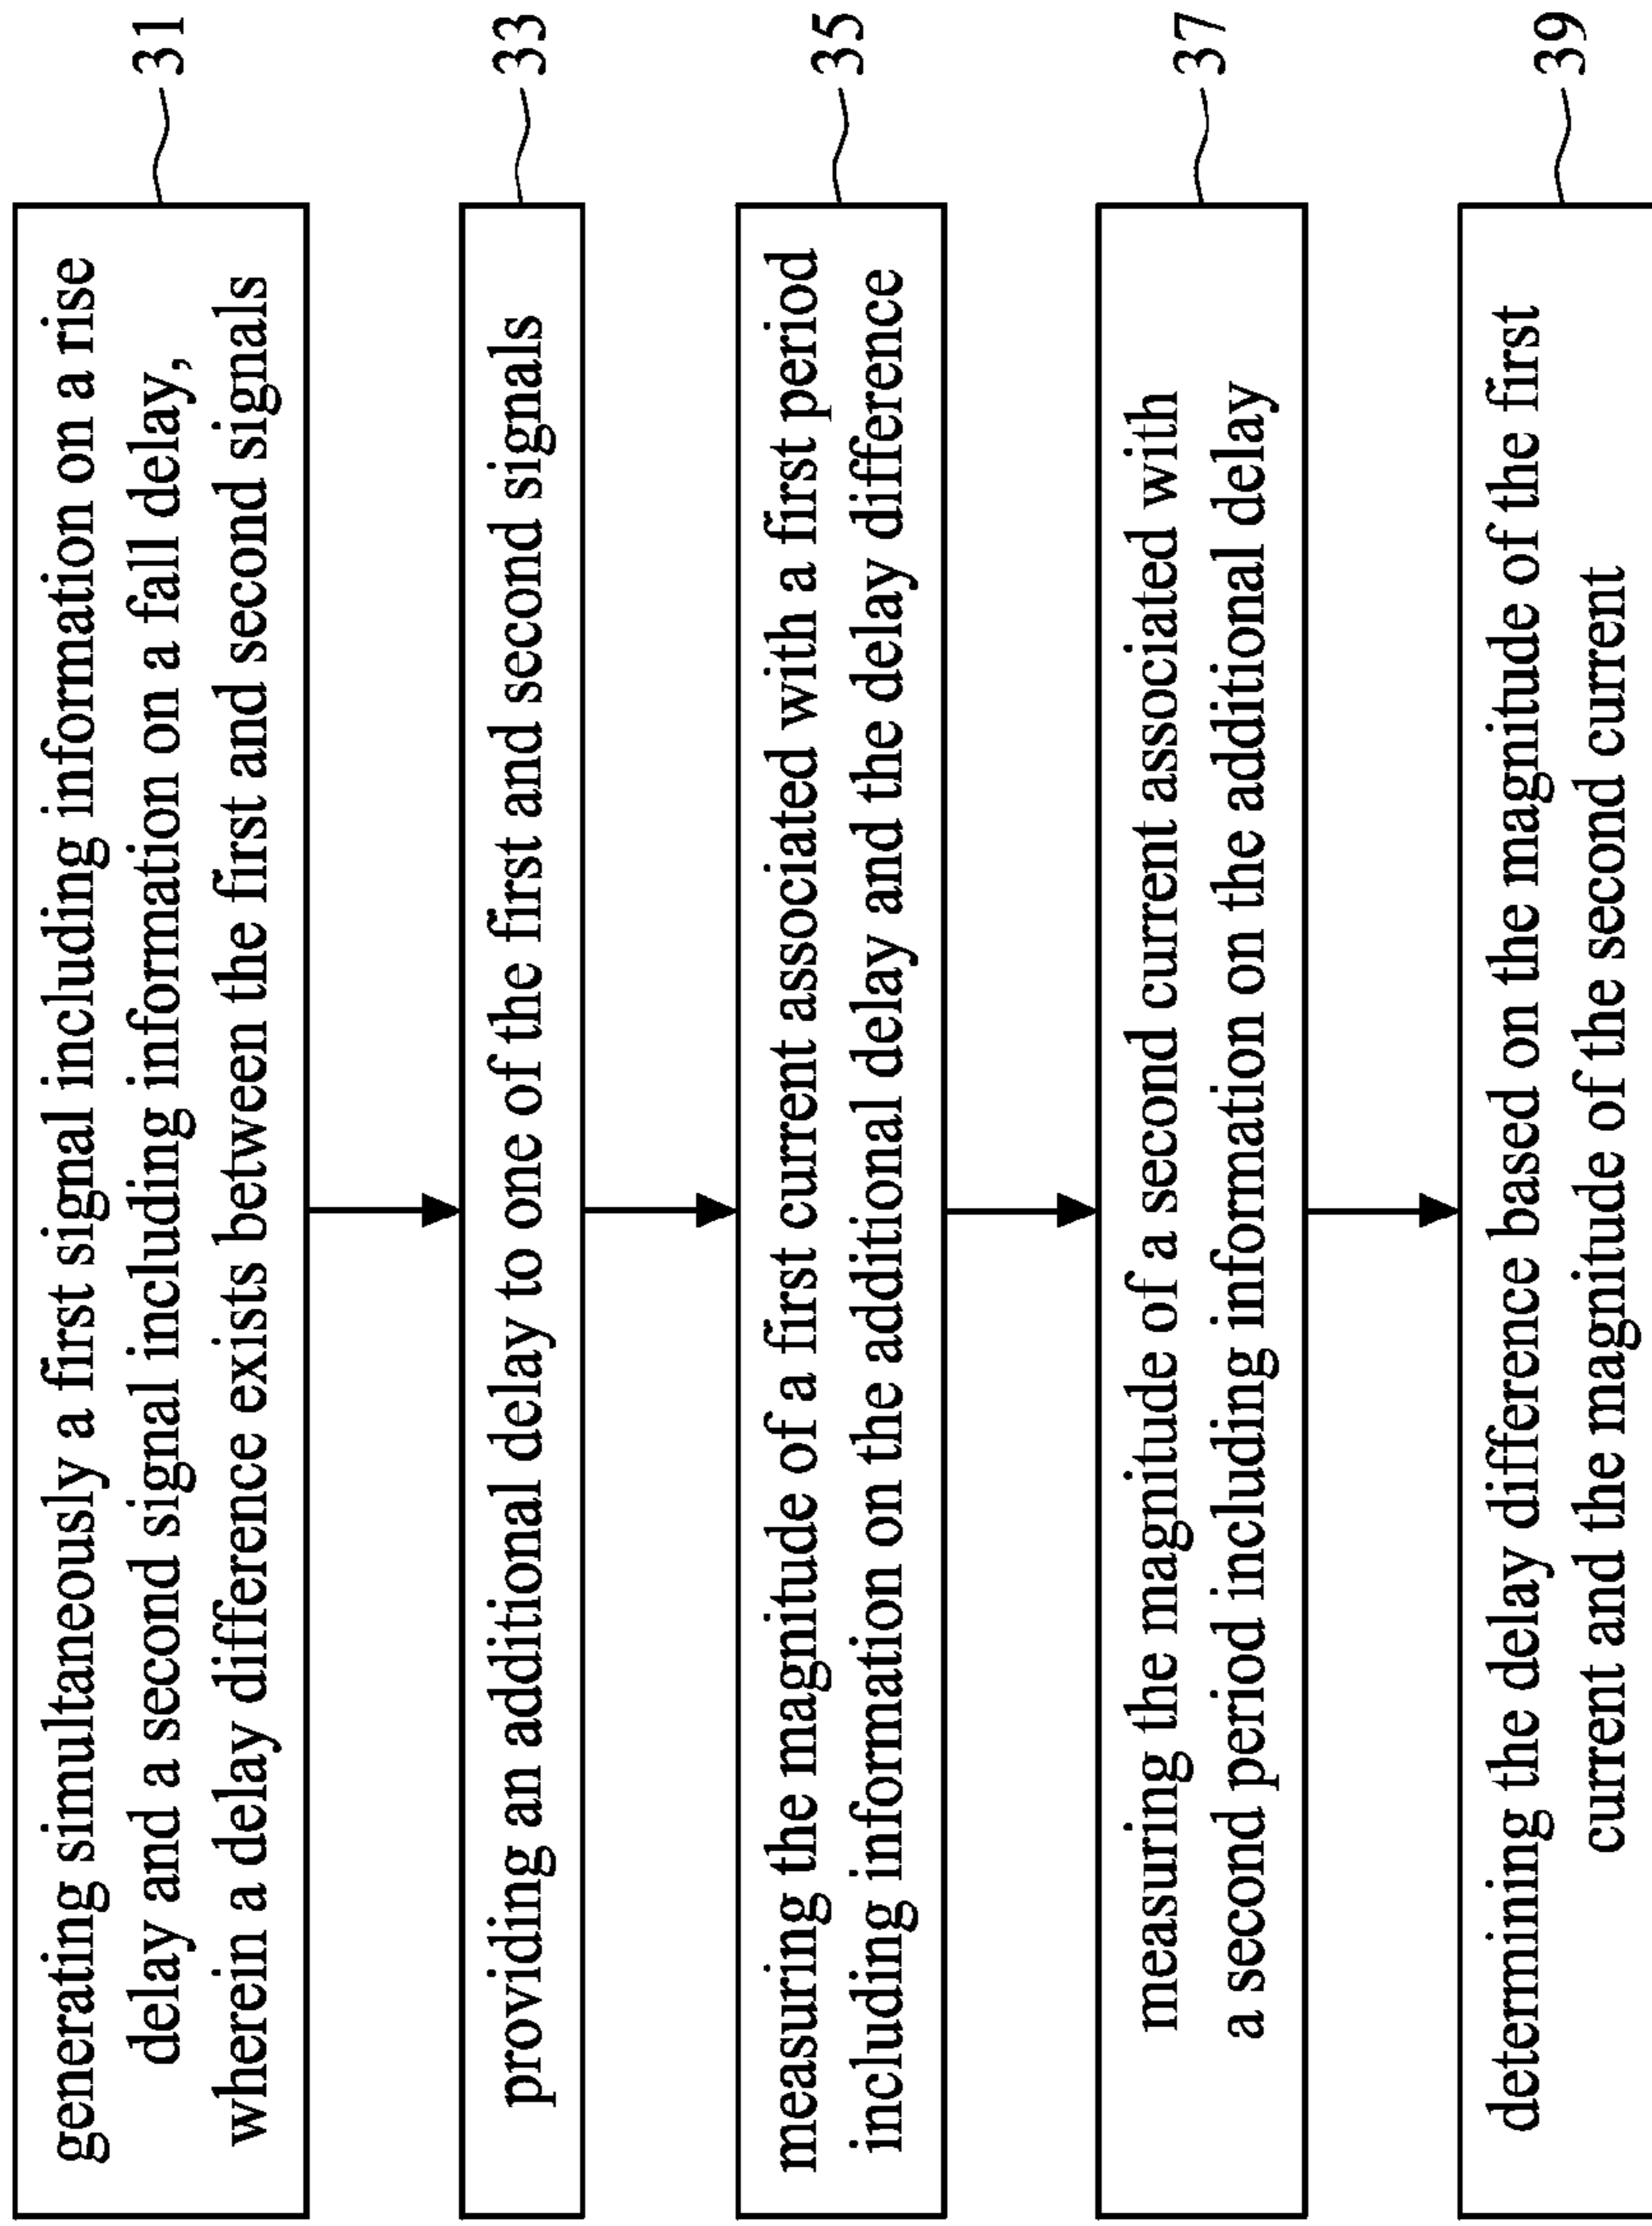 generating simultaneously a first signal including information on a rise
delay and a second signal including information on a fall delay,
wherein a delay difference exists between the first and second signals
31
providing an additional delay to one of the first and second signals
33
measuring the magnitude of a first current associated with a first period
including information on the additional delay and the delay difference
35
measuring the magnitude of a second current associated with
a second period including information on the additional delay
37
determining the delay difference based on the magnitude of the first
current and the magnitude of the second current
39